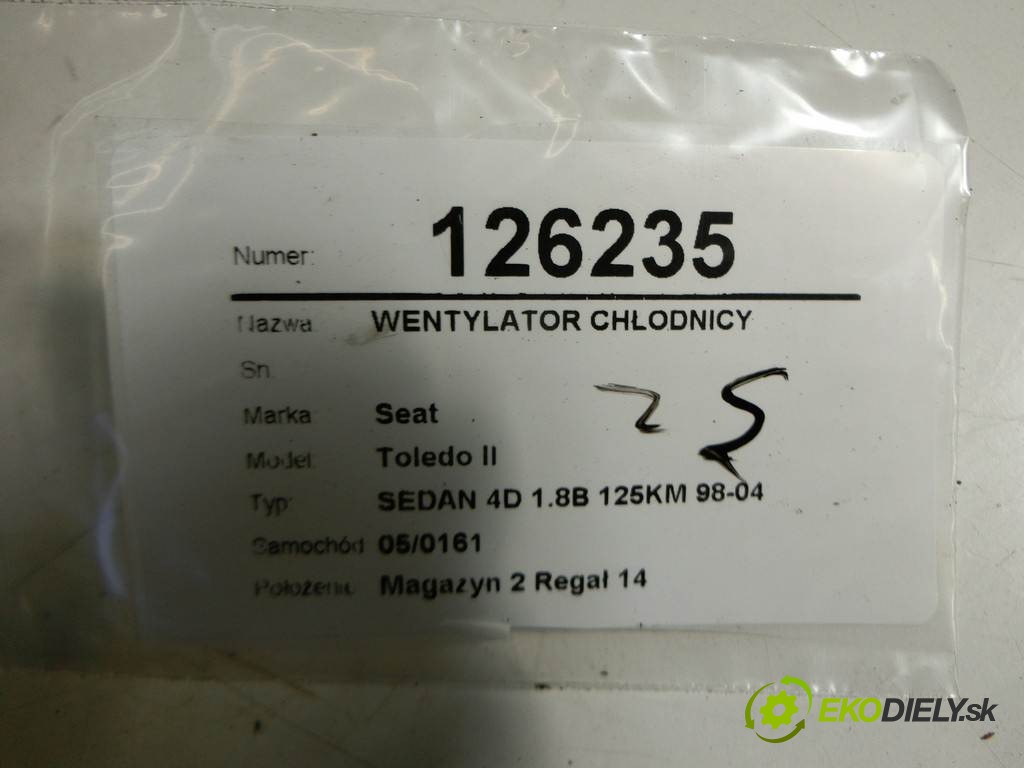 Numer: 126235
Nazwa WENTYLATOR CHŁODNICY
Sn.
Marka Seat
Model: Toledo II
Typ: SEDAN 4D 1.8B 125KM 98-04
Samochód 05/0161
Położenie Magazyn 2 Regał 14
25
EKODIELY.sk